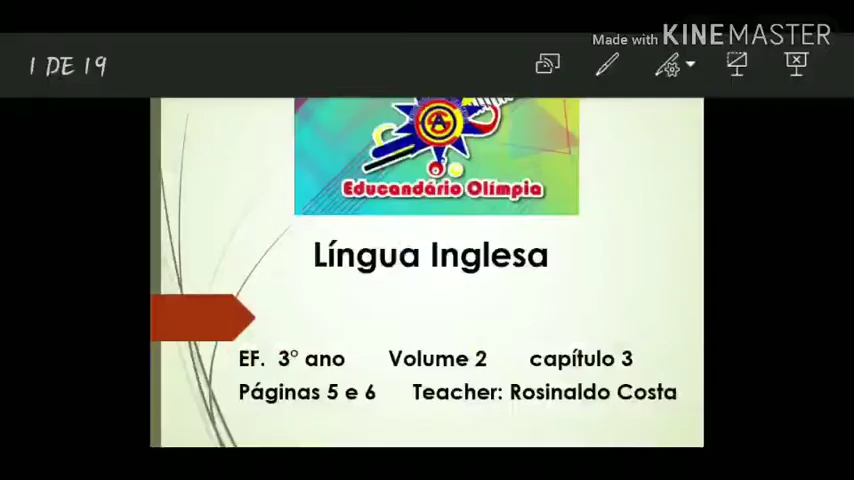 Made with KINEMASTER
1 DE 19
Educandário Olímpia
Língua Inglesa
EF. 3° ano Volume 2 capítulo 3
Páginas 5 e 6 Teacher: Rosinaldo Costa